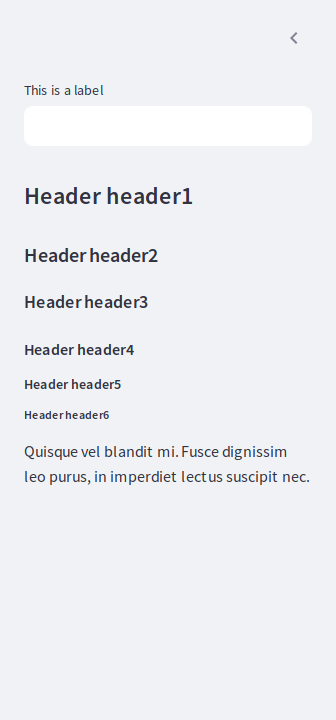 This is a label
Header header1
Header header2
Header header3
Header header4
Header header5
Header header6
Quisque vel blandit mi. Fusce dignissim
leo purus, in imperdiet lectus suscipit nec.